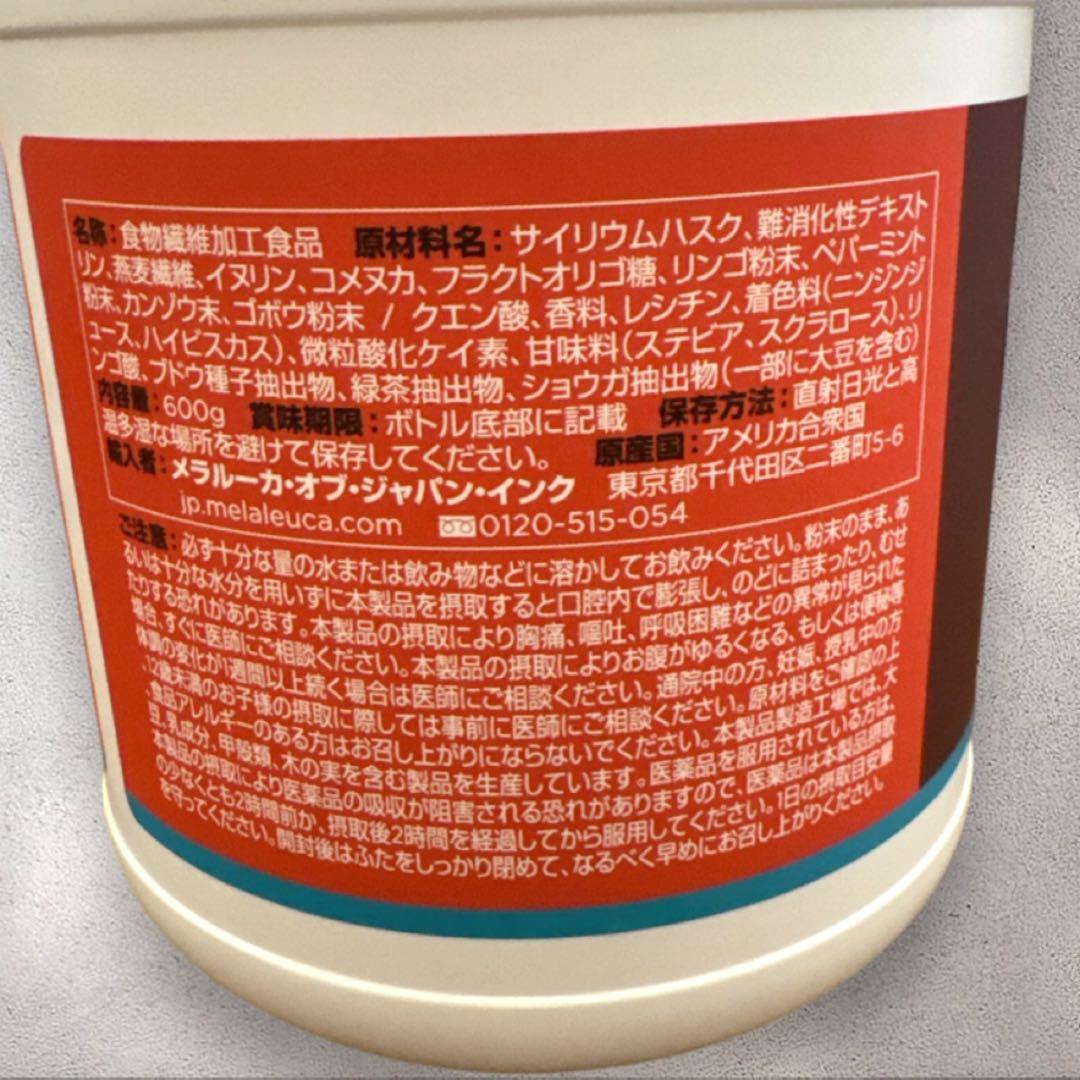 名称：食物繊維加工食品　原材料名：サイリウムハスク、難消化性デキスト
リン、燕麦繊維、イヌリン、コメヌカ、フラクトオリゴ糖、リンゴ粉末、ペパーミント
粉末、カンゾウ末、ゴボウ粉末 / クエン酸、香料、レシチン、着色料（ニンジンジ
ュース、ハイビスカス）、微粒酸化ケイ素、甘味料（ステビア、スクラロース）、リ
ンゴ酸、ブドウ種子抽出物、緑茶抽出物、ショウガ抽出物（一部に大豆を含む）
内容量：600g　賞味期限：ボトル底部に記載　保存方法：直射日光と高
温多湿な場所を避けて保存してください。　原産国：アメリカ合衆国
輸入者：メラルーカ・オブ・ジャパン・インク　東京都千代田区二番町5-6
jp.melaleuca.com　0120-515-054
ご注意：必ず十分な量の水または飲み物などに溶かしてお飲みください。粉末のまま、あ
るいは十分な水分を用いずに本製品を摂取すると口腔内で膨張し、のどに詰まったり、むせ
たりする恐れがあります。本製品の摂取により胸痛、嘔吐、呼吸困難などの異常が見られた
場合、すぐに医師にご相談ください。本製品の摂取によりお腹がゆるくなる、もしくは便秘等
体調の変化が1週間以上続く場合は医師にご相談ください。通院中の方、妊娠、授乳中の方
、12歳未満のお子様の摂取に際しては事前に医師にご相談ください。原材料をご確認の上
、食品アレルギーのある方はお召し上がりにならないでください。本製品製造工場では、大
豆、乳成分、甲殻類、木の実を含む製品を生産しています。医薬品を服用されている方は、
本製品の摂取により医薬品の吸収が阻害される恐れがありますので、医薬品は本製品摂取
の少なくとも2時間前か、摂取後2時間を経過してから服用してください。1日の摂取目安量
を守ってください。開封後はふたをしっかり閉めて、なるべく早めにお召し上がりください。